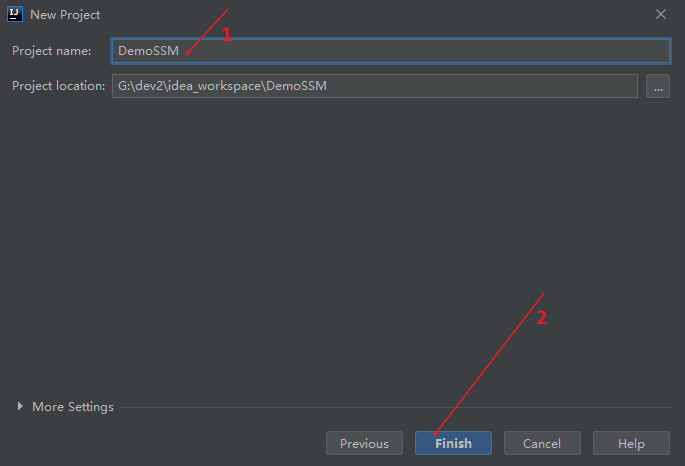 IJ New Project
1
Project name: DemoSSM
Project location: G:\dev2\idea_workspace\DemoSSM ...
2
More Settings
Previous Finish Cancel Help